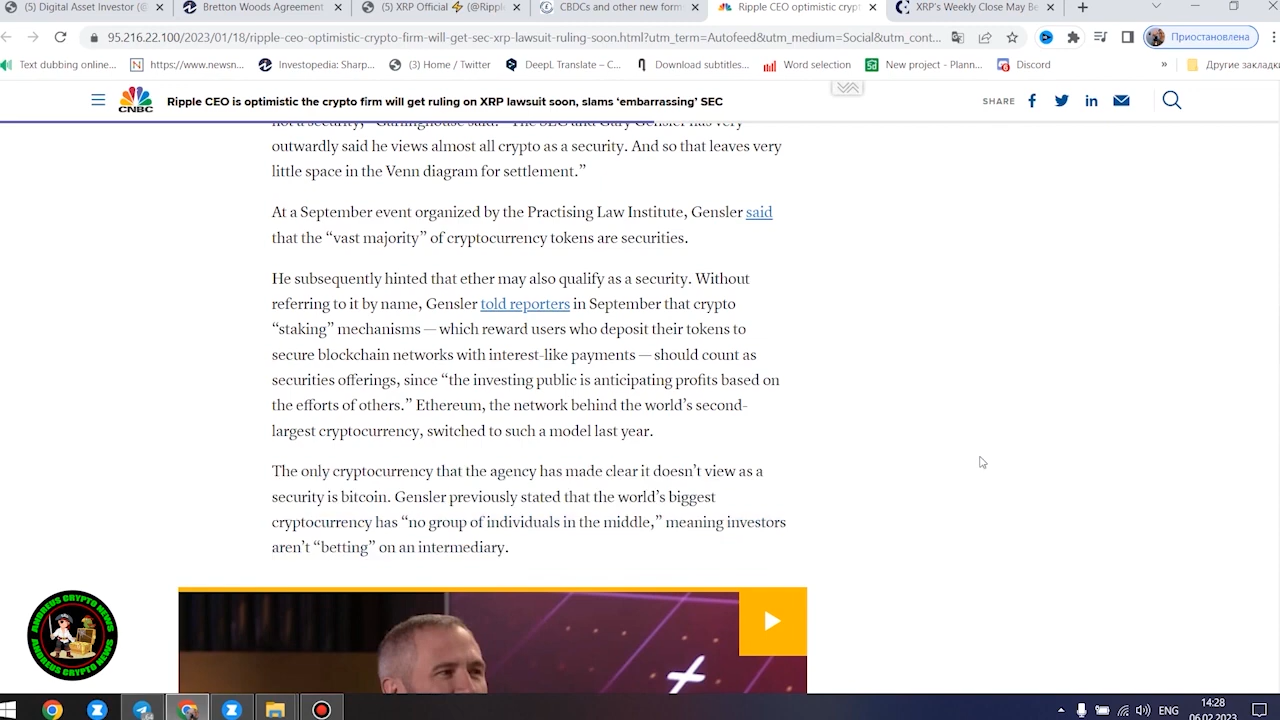 (5) Digital Asset Investor (@
Bretton Woods Agreement
(5) XRP Official ⚡ (@Rippl
CBDCs and other new form
Ripple CEO optimistic crypt
XRP's Weekly Close May Be
95.216.22.100/2023/01/18/ripple-ceo-optimistic-crypto-firm-will-get-sec-xrp-lawsuit-ruling-soon.html?utm_term=Autofeed&utm_medium=Social&utm_cont...
Приостановлена
Text dubbing online...
https://www.newsn...
Investopedia: Sharp...
(3) Home / Twitter
DeepL Translate – C...
Download subtitles...
Word selection
New project - Plann...
Discord
»
Другие закладки
CNBC
Ripple CEO is optimistic the crypto firm will get ruling on XRP lawsuit soon, slams ‘embarrassing’ SEC
SHARE
not a security,” Garlinghouse said. “The SEC and Gary Gensler has very
outwardly said he views almost all crypto as a security. And so that leaves very
little space in the Venn diagram for settlement.”
At a September event organized by the Practising Law Institute, Gensler said
that the “vast majority” of cryptocurrency tokens are securities.
He subsequently hinted that ether may also qualify as a security. Without
referring to it by name, Gensler told reporters in September that crypto
“staking” mechanisms — which reward users who deposit their tokens to
secure blockchain networks with interest-like payments — should count as
securities offerings, since “the investing public is anticipating profits based on
the efforts of others.” Ethereum, the network behind the world’s second-
largest cryptocurrency, switched to such a model last year.
The only cryptocurrency that the agency has made clear it doesn’t view as a
security is bitcoin. Gensler previously stated that the world’s biggest
cryptocurrency has “no group of individuals in the middle,” meaning investors
aren’t “betting” on an intermediary.
ANDREUS CRYPTO NEWS
ANDREUS CRYPTO NEWS
ENG
14:28
06.02.2023